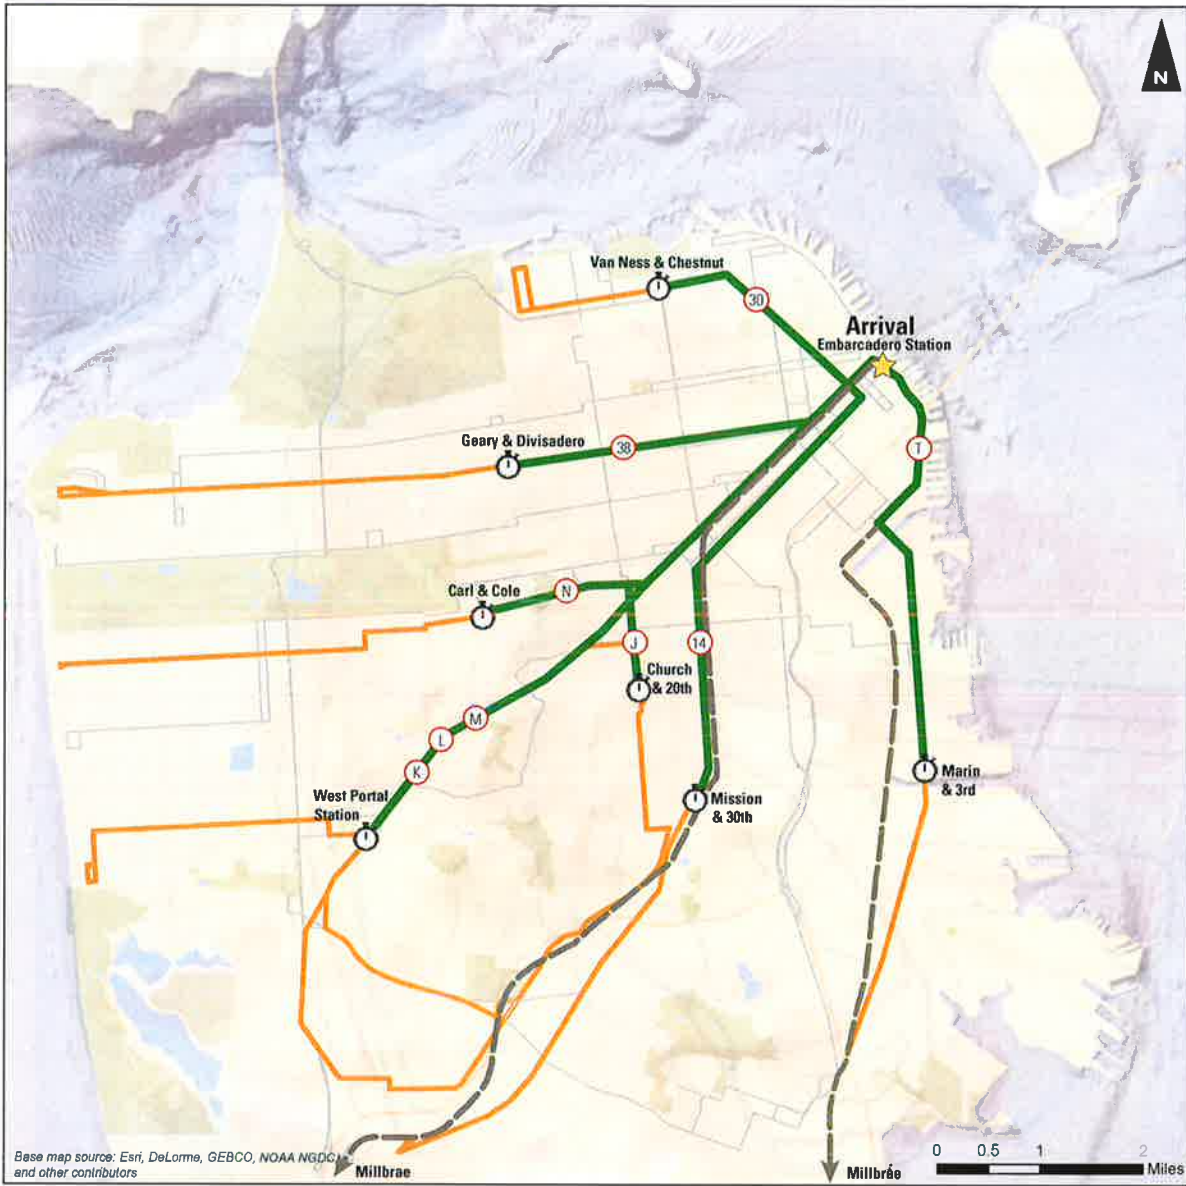 N
Van Ness & Chestnut
30
Arrival
Embarcadero Station
Geary & Divisadero
38
T
Carl & Cole
N
J
14
Church
& 20th
M
L
K
West Portal
Station
Mission
& 30th
Marin
& 3rd
Base map source: Esri, DeLorme, GEBCO, NOAA NGDC,
and other contributors
Millbrae
Millbrae
0 0.5 1 2
Miles